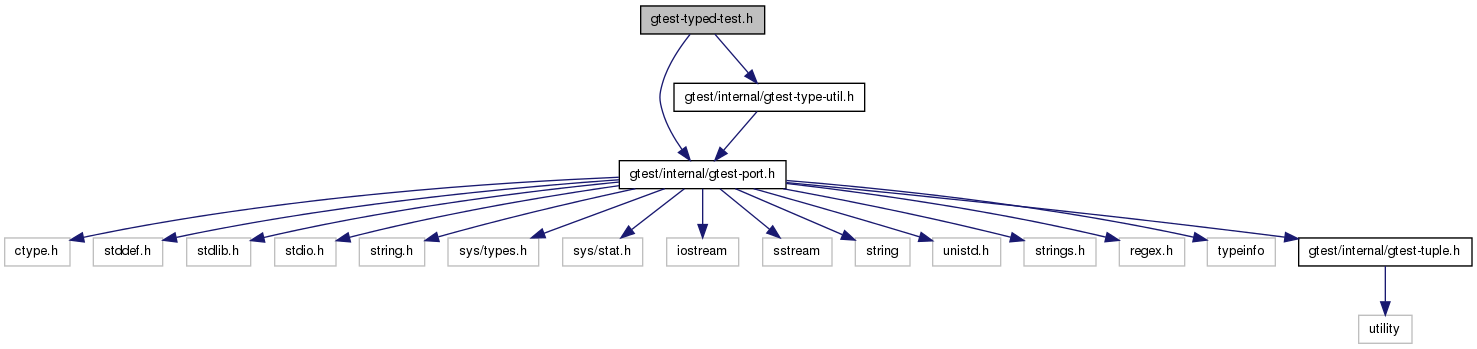 gtest-typed-test.h
gtest/internal/gtest-type-util.h
gtest/internal/gtest-port.h
ctype.h
stddef.h
stdlib.h
stdio.h
string.h
sys/types.h
sys/stat.h
iostream
sstream
string
unistd.h
strings.h
regex.h
typeinfo
gtest/internal/gtest-tuple.h
utility